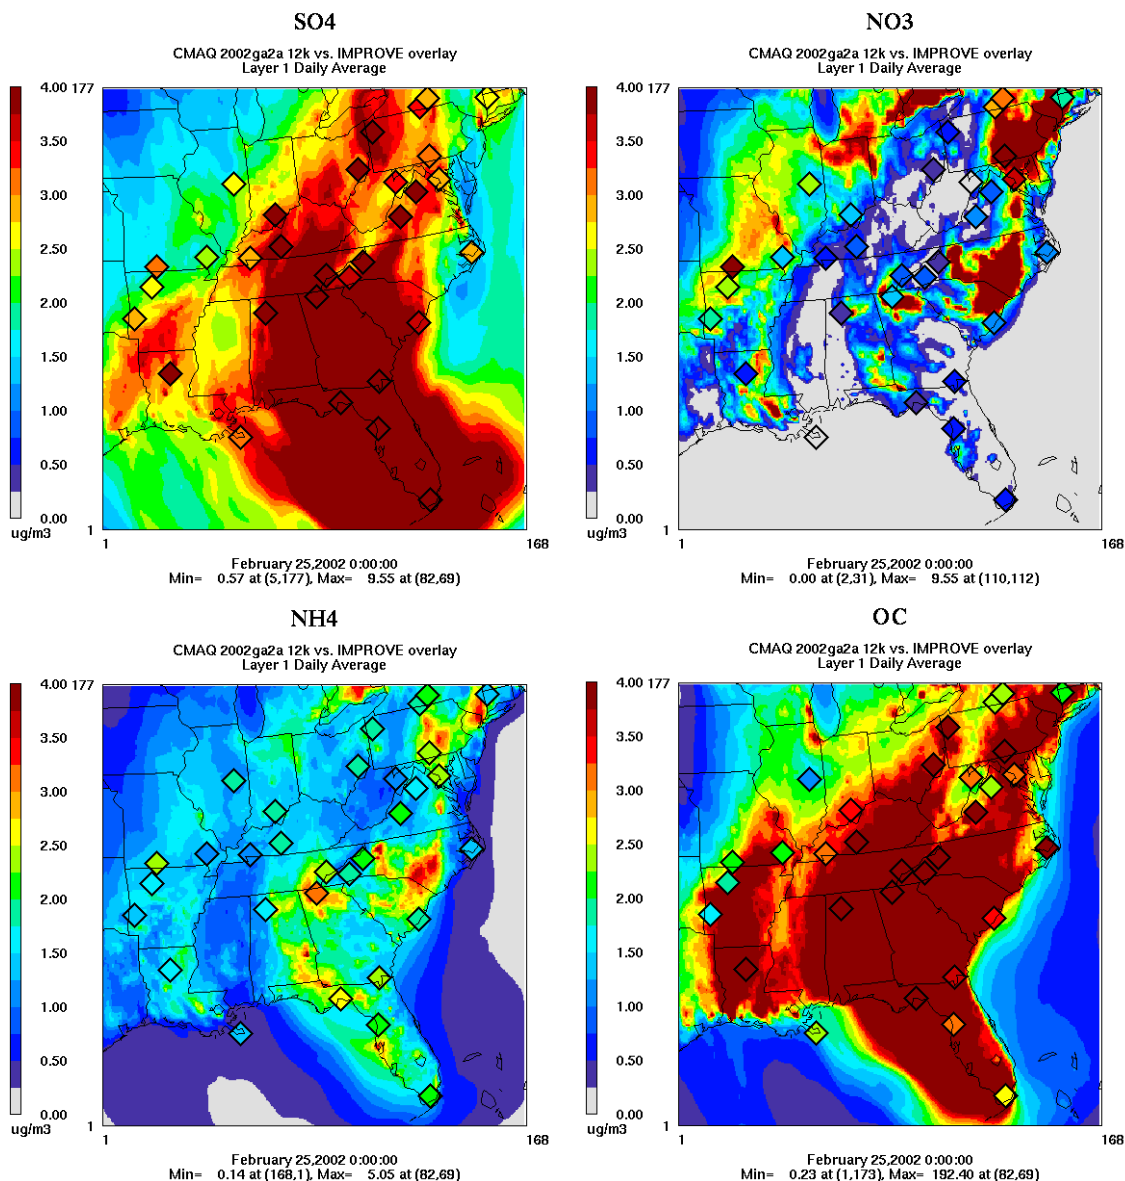 SO4
CMAQ 2002ga2a 12k vs. IMPROVE overlay
Layer 1 Daily Average
4.00 177
3.50
3.00
2.50
2.00
1.50
1.00
0.50
0.00
ug/m3
1
1
168
February 25,2002 0:00:00
Min= 0.57 at (5,177), Max= 9.55 at (82,69)
NO3
CMAQ 2002ga2a 12k vs. IMPROVE overlay
Layer 1 Daily Average
4.00 177
3.50
3.00
2.50
2.00
1.50
1.00
0.50
0.00
ug/m3
1
1
168
February 25,2002 0:00:00
Min= 0.00 at (2,31), Max= 9.55 at (110,112)
NH4
CMAQ 2002ga2a 12k vs. IMPROVE overlay
Layer 1 Daily Average
4.00 177
3.50
3.00
2.50
2.00
1.50
1.00
0.50
0.00
ug/m3
1
1
168
February 25,2002 0:00:00
Min= 0.14 at (168,1), Max= 5.05 at (82,69)
OC
CMAQ 2002ga2a 12k vs. IMPROVE overlay
Layer 1 Daily Average
4.00 177
3.50
3.00
2.50
2.00
1.50
1.00
0.50
0.00
ug/m3
1
1
168
February 25,2002 0:00:00
Min= 0.23 at (1,173), Max= 192.40 at (82,69)